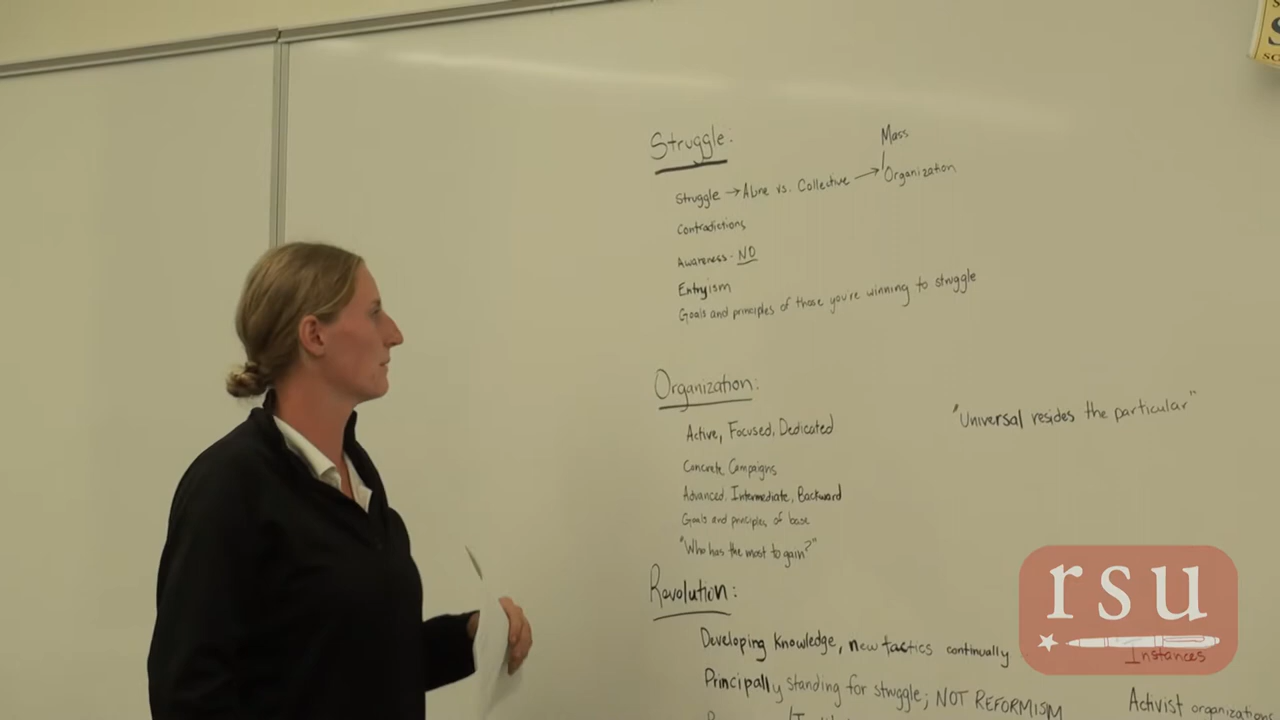 Struggle:
Mass
Struggle → Alone vs. Collective → Organization
Contradictions
Awareness - NO
Entryism
Goals and principles of those you're winning to struggle
Organization:
"Universal resides the particular"
Active, Focused, Dedicated
Concrete Campaigns
Advanced, Intermediate, Backward
Goals and principles of base
"Who has the most to gain?"
Revolution:
Developing Knowledge, new tactics continually
Principally standing for struggle; NOT REFORMISM
rsu
Instances
Activist organizations